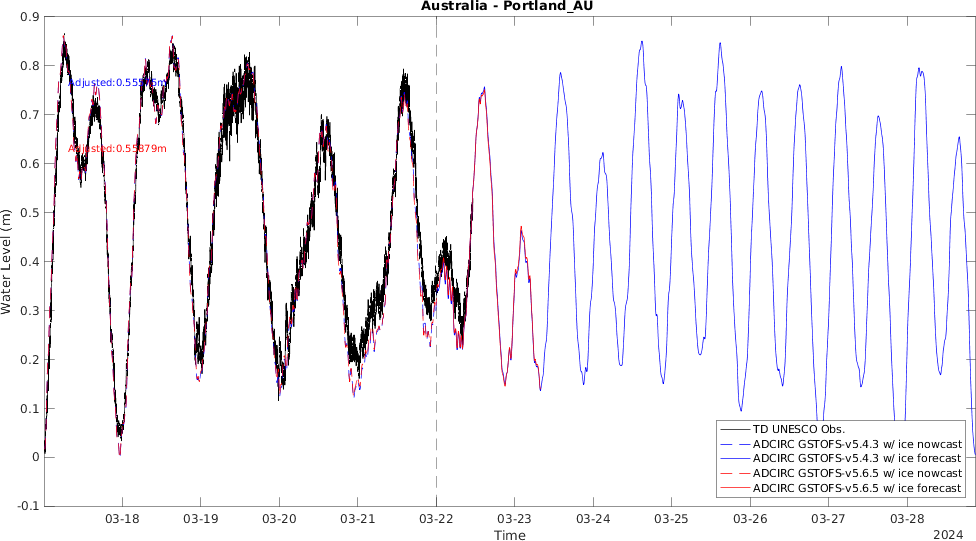 Australia - Portland_AU
0.9
0.8
0.7
0.6
0.5
0.4
0.3
0.2
0.1
0
-0.1
Water Level (m)
Adjusted:0.55575m
Adjusted:0.55879m
TD UNESCO Obs.
ADCIRC GSTOFS-v5.4.3 w/ ice nowcast
ADCIRC GSTOFS-v5.4.3 w/ ice forecast
ADCIRC GSTOFS-v5.6.5 w/ ice nowcast
ADCIRC GSTOFS-v5.6.5 w/ ice forecast
03-18 03-19 03-20 03-21 03-22 03-23 03-24 03-25 03-26 03-27 03-28
Time
2024